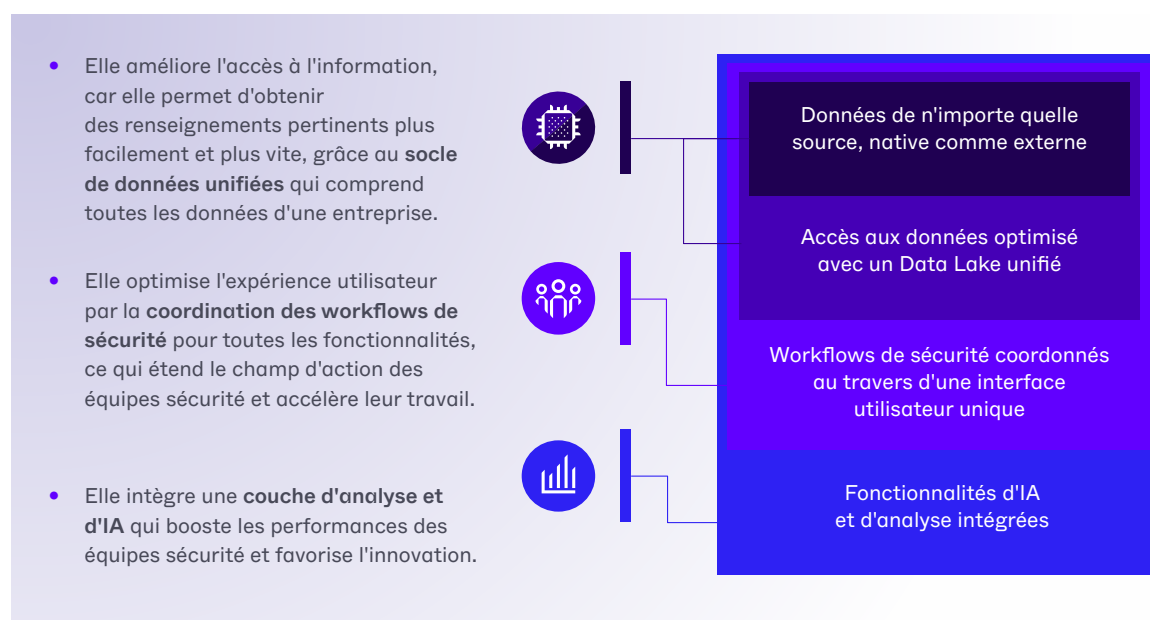 Elle améliore l'accès à l'information,
car elle permet d'obtenir
des renseignements pertinents plus
facilement et plus vite, grâce au socle
de données unifiées qui comprend
toutes les données d'une entreprise.
Elle optimise l'expérience utilisateur
par la coordination des workflows de
sécurité pour toutes les fonctionnalités,
ce qui étend le champ d'action des
équipes sécurité et accélère leur travail.
Elle intègre une couche d'analyse et
d'IA qui booste les performances des
équipes sécurité et favorise l'innovation.
Données de n'importe quelle
source, native comme externe
Accès aux données optimisé
avec un Data Lake unifié
Workflows de sécurité coordonnés
au travers d'une interface
utilisateur unique
Fonctionnalités d'IA
et d'analyse intégrées